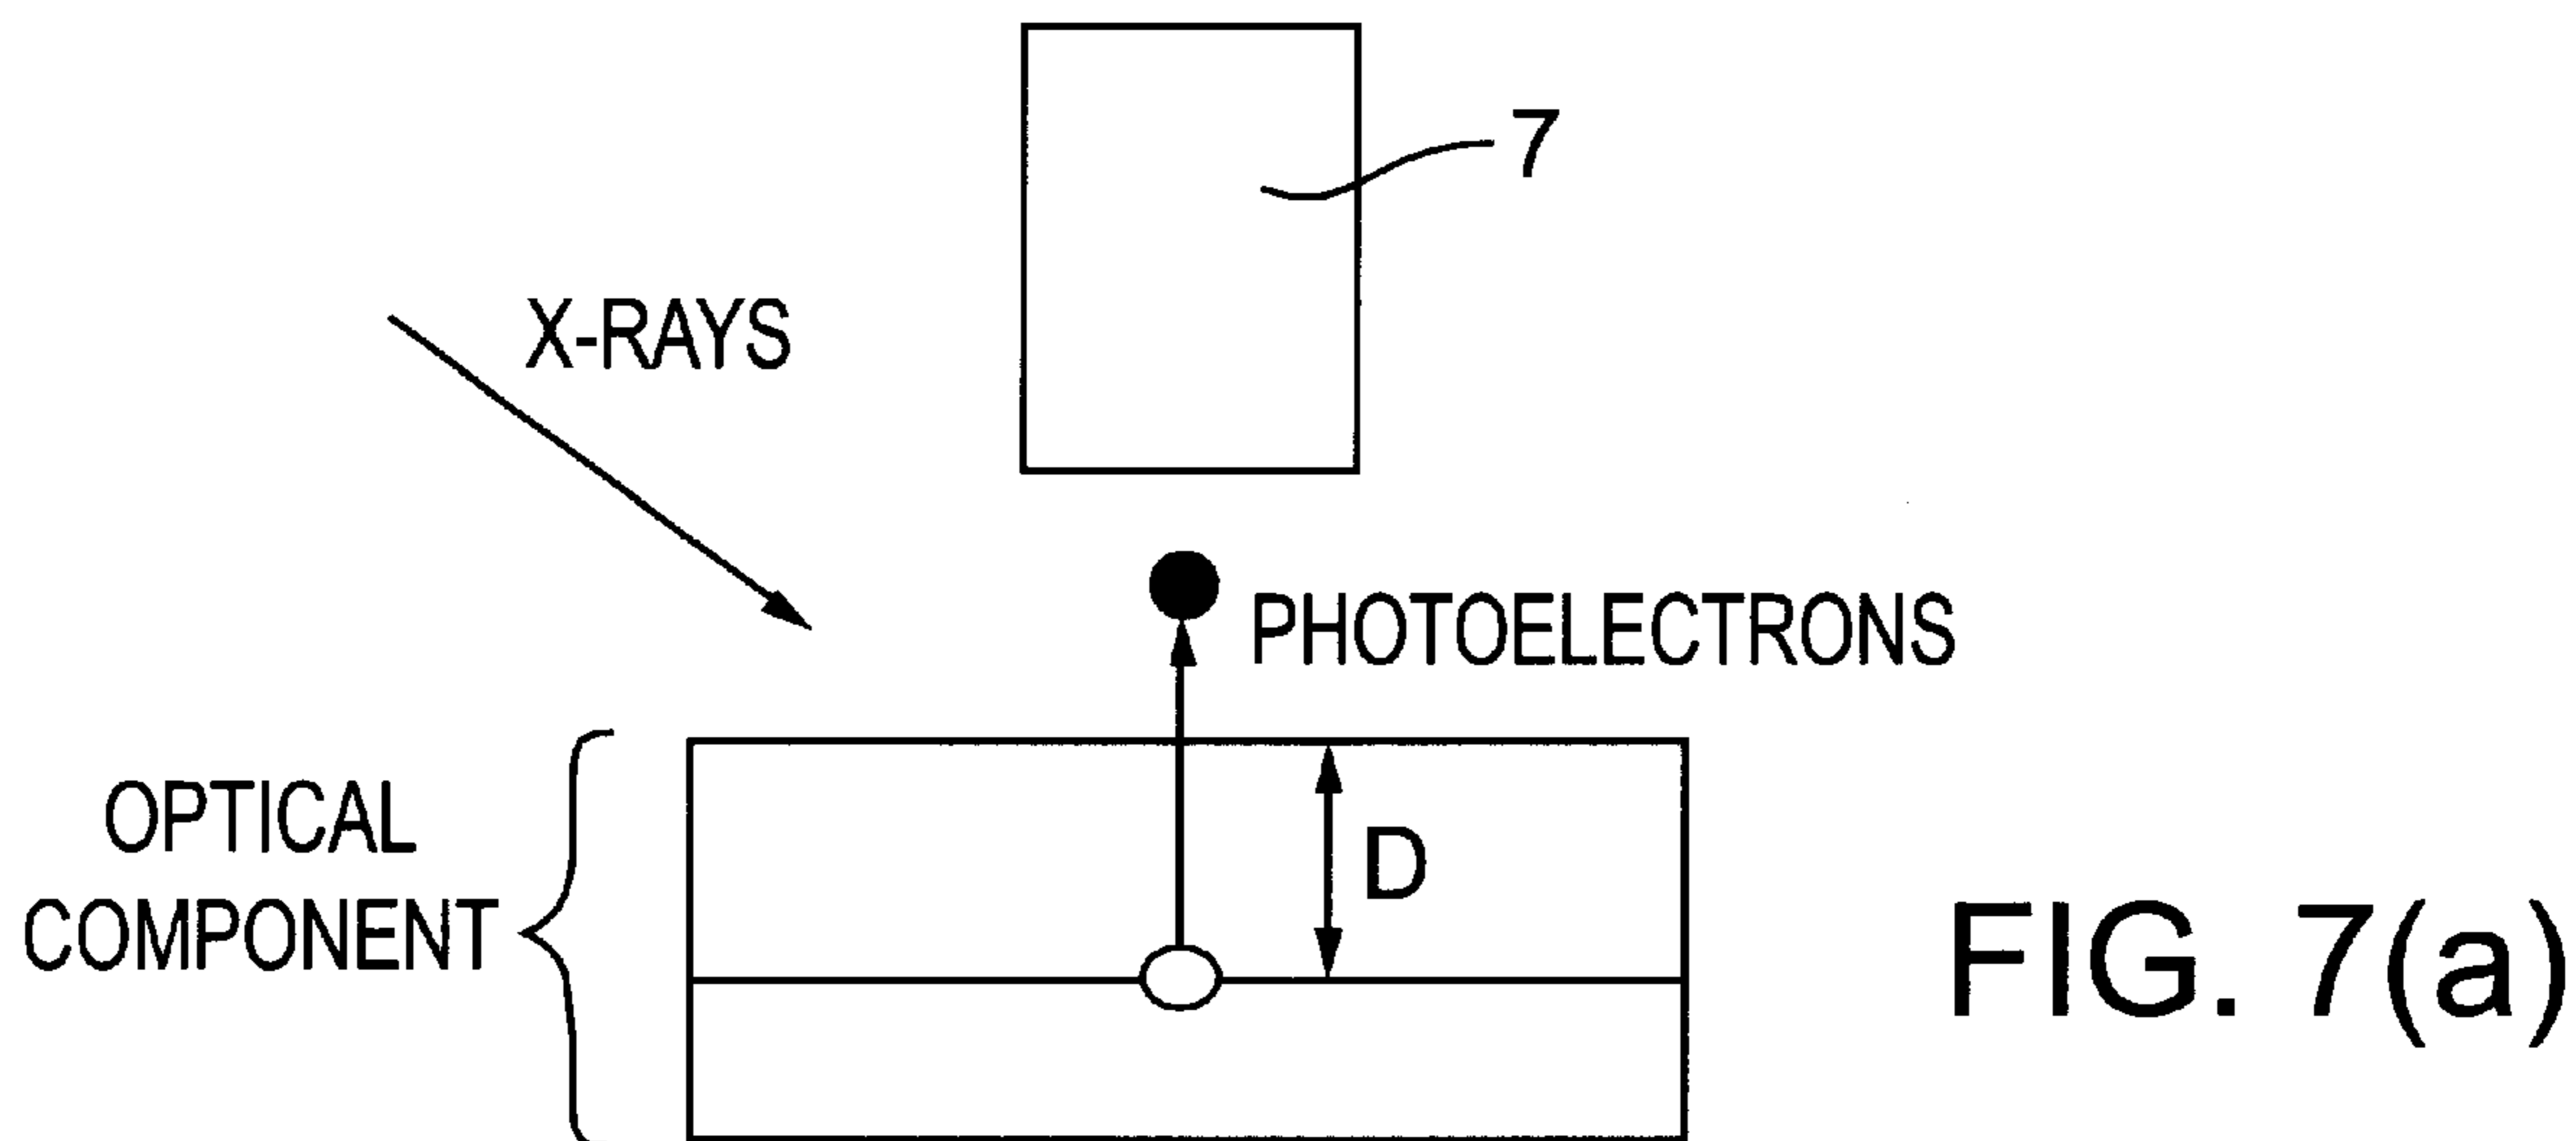 7
X-RAYS
PHOTOELECTRONS
OPTICAL
COMPONENT
D
FIG. 7(a)